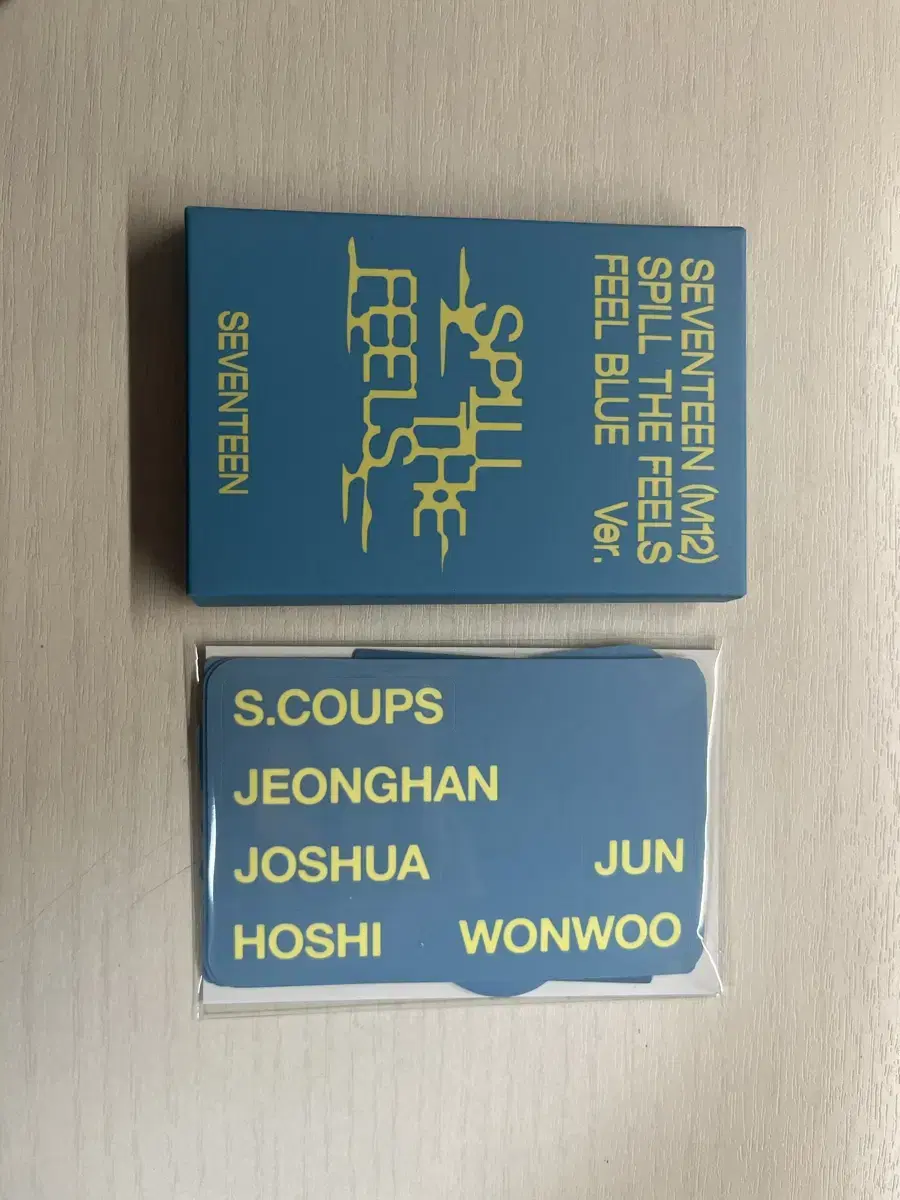 SEVENTEEN (M12)
SPILL THE FEELS
FEEL BLUE Ver.
SPILL
THE
FEELS
SEVENTEEN
S.COUPS
JEONGHAN
JOSHUA JUN
HOSHI WONWOO